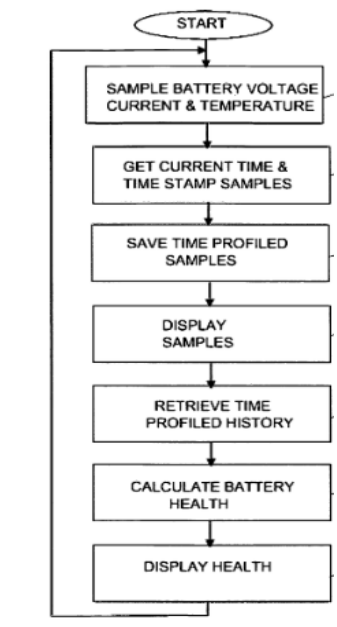 START
SAMPLE BATTERY VOLTAGE
CURRENT & TEMPERATURE
GET CURRENT TIME &
TIME STAMP SAMPLES
SAVE TIME PROFILED
SAMPLES
DISPLAY
SAMPLES
RETRIEVE TIME
PROFILED HISTORY
CALCULATE BATTERY
HEALTH
DISPLAY HEALTH